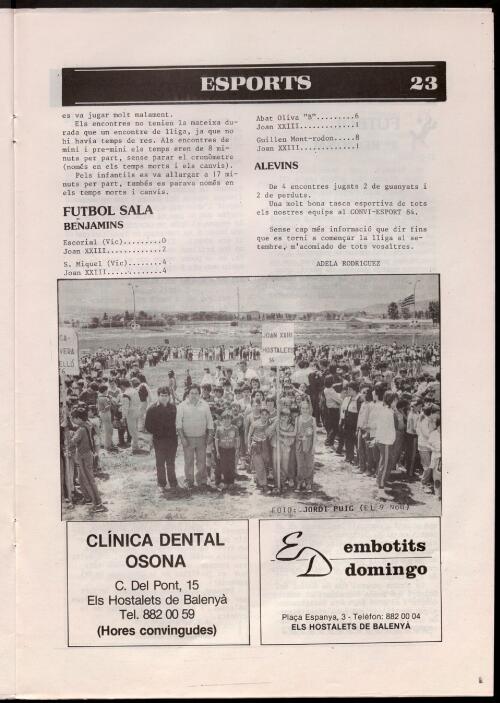 ESPORTS 23
es va jugar molt malament.
Els encontres no tenien la mateixa du-
rada que un encontre de lliga, ja que no
hi havia temps de res. Als encontres de
mini i pre-mini els temps eren de 8 mi-
nuts per part, sense parar el cronòmetre
(només en els temps morts i els canvis).
Pels infantils es va allargar a 17 mi-
nuts per part, també es parava només en
els temps morts i canvis.
FUTBOL SALA
BENJAMINS
Escorial (Vic).........0
Joan XXIII.............2
S. Miquel (Vic)........4
Joan XXIII.............4
Abat Oliva "B".........6
Joan XXIII.............1
Guillem Mont-rodon.....8
Joan XXIII.............1
ALEVINS
De 4 encontres jugats 2 de guanyats i
2 de perduts.
Una molt bona tasca esportiva de tots
els nostres equips al CONVI-ESPORT 84.
Sense cap més informació que dir fins
que es torni a començar la lliga al se-
tembre, m'acomiado de tots vosaltres.
ADELA RODRIGUEZ
JOAN XXIII
HOSTALETS
FOTO: JORDI PUIG (EL 9 NOU)
CLÍNICA DENTAL
OSONA
C. Del Pont, 15
Els Hostalets de Balenyà
Tel. 882 00 59
(Hores convingudes)
ED embotits
domingo
Plaça Espanya, 3 - Telèfon: 882 00 04
ELS HOSTALETS DE BALENYÀ